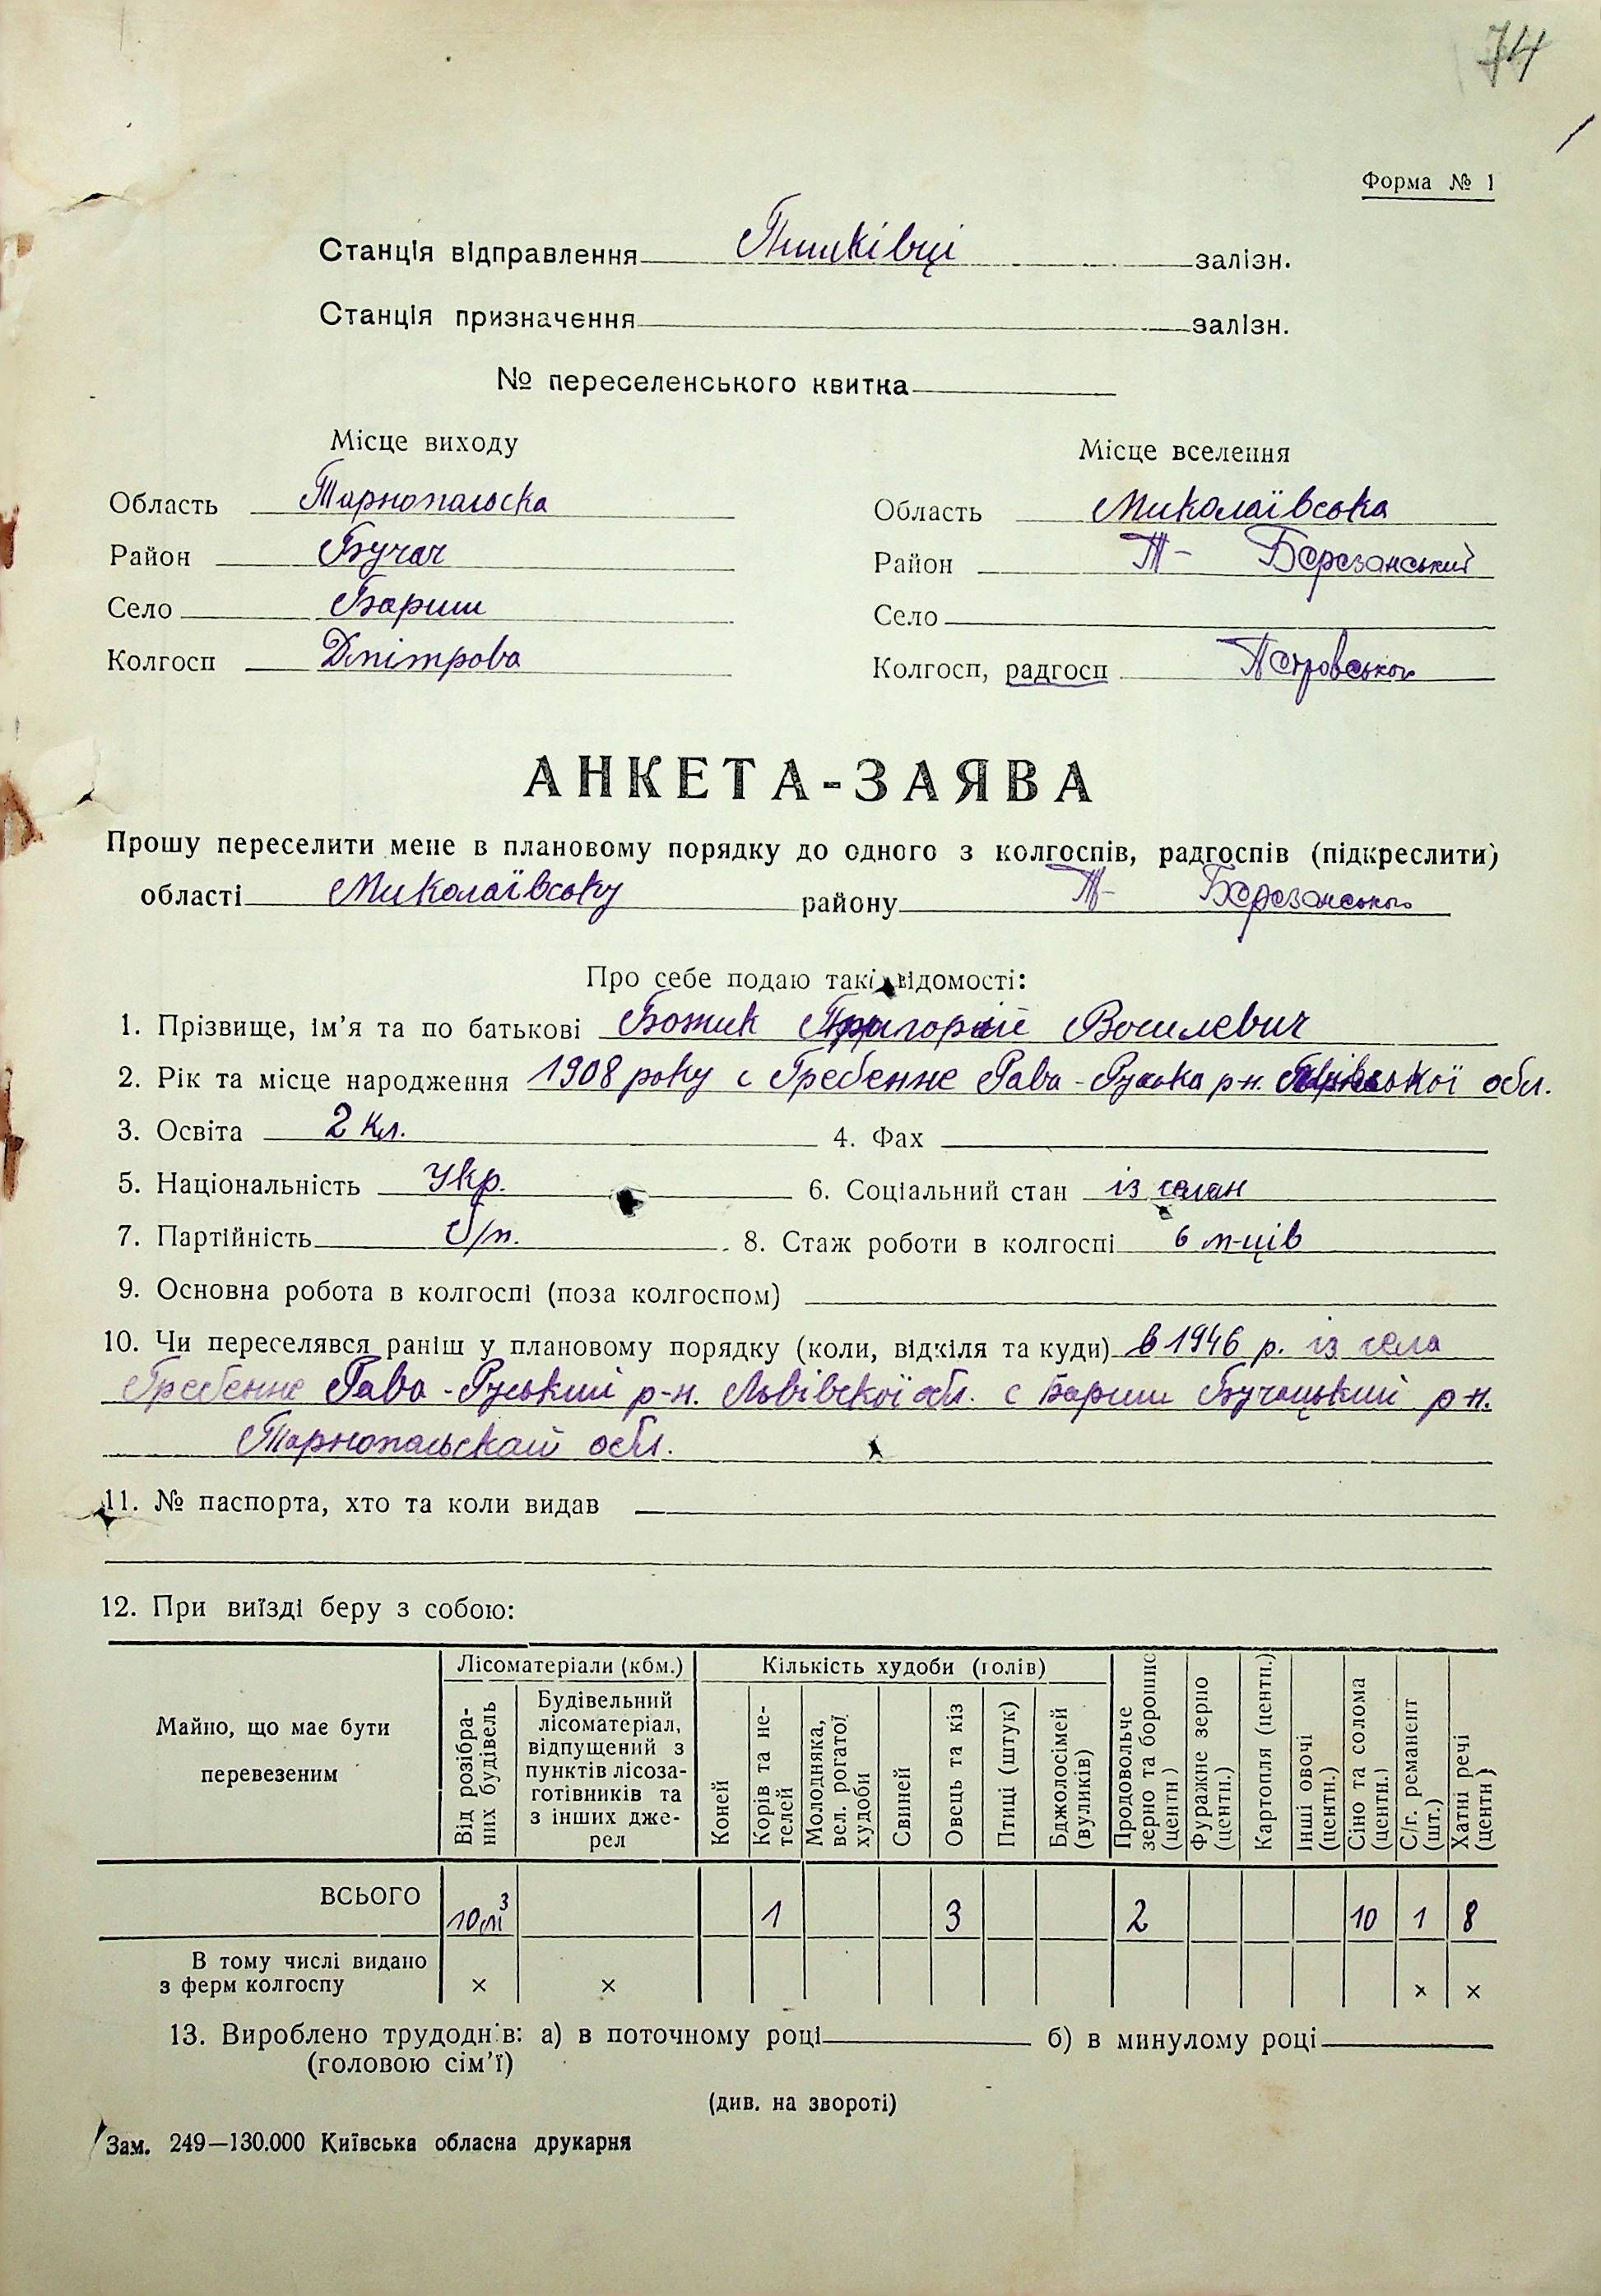 74
Форма № 1
Станція відправлення Пишківці залізн.
Станція призначення залізн.
№ переселенського квитка
Місце виходу Місце вселення
Область Тарнопальска Область Миколаївська
Район Бучач Район Т- Березанський
Село Бариш Село
Колгосп Дмітрова Колгосп, радгосп Петровського
АНКЕТА-ЗАЯВА
Прошу переселити мене в плановому порядку до одного з колгоспів, радгоспів (підкреслити)
області Миколаївську району Т- Березанського
Про себе подаю такі відомості:
1. Прізвище, ім’я та по батькові Божик Григорій Василевич
2. Рік та місце народження 1908 року с Гребенне Рава-Руська р-н. обл.
3. Освіта 2 кл. 4. Фах
5. Національність Укр. 6. Соціальний стан із селян
7. Партійність б/п. 8. Стаж роботи в колгоспі 6 м-ців
9. Основна робота в колгоспі (поза колгоспом)
10. Чи переселявся раніш у плановому порядку (коли, відкіля та куди) в 1946 р. із села
Гребенне Рава-Руський р-н. Львівскої обл. с Бариш Бучацький р-н.
Тарнопальскай обл.
11. № паспорта, хто та коли видав
12. При виїзді беру з собою:
Майно, що має бути перевезеним
Лісоматеріали (кбм.)
Від розібраних будівель
Будівельний лісоматеріал, відпущений з пунктів лісозаготівників та з інших джерел
Кількість худоби (голів)
Коней
Корів та нетелей
Молодняка, вел. рогатої худоби
Свиней
Овець та кіз
Птиці (штук)
Бджолосімей (вуликів)
Продовольче зерно та борошно (центн)
Фуражне зерно (центн.)
Картопля (центн.)
Інші овочі (центн.)
Сіно та солома (центн.)
С/г. реманент (шт.)
Хатні речі (центн)
ВСЬОГО 10 м³ 1 3 2 10 1 8
В тому числі видано з ферм колгоспу × × × ×
13. Вироблено трудоднів: а) в поточному році б) в минулому році
(головою сім’ї)
(див. на звороті)
Зам. 249—130.000 Київська обласна друкарня